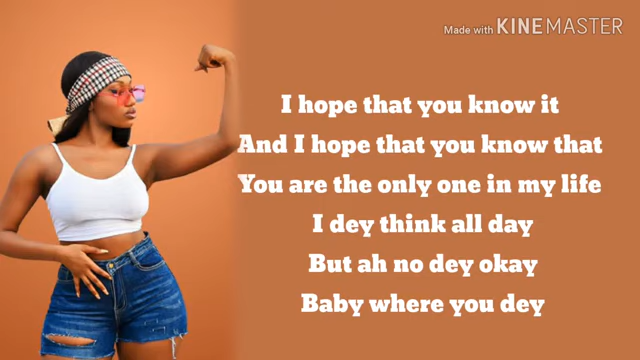 Made with KINEMASTER
I hope that you know it
And I hope that you know that
You are the only one in my life
I dey think all day
But ah no dey okay
Baby where you dey